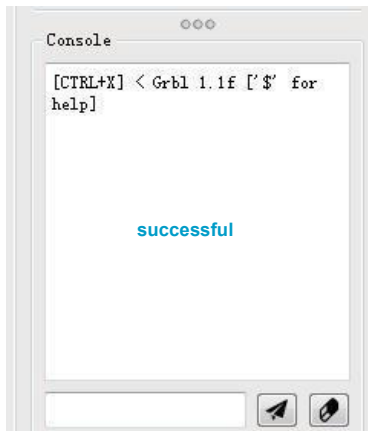 Console
[CTRL+X] < Grbl 1.1f ['$' for
help]
successful